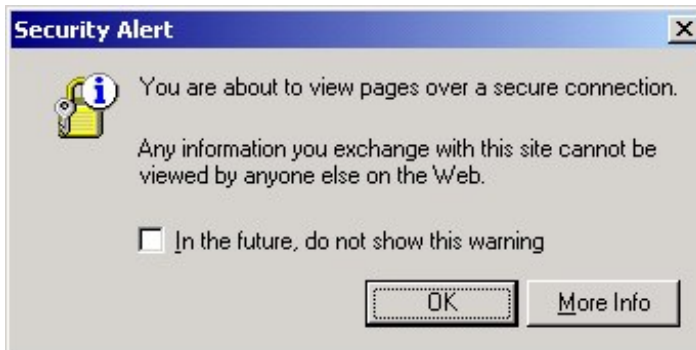 Security Alert
You are about to view pages over a secure connection.
Any information you exchange with this site cannot be
viewed by anyone else on the Web.
In the future, do not show this warning
OK
More Info